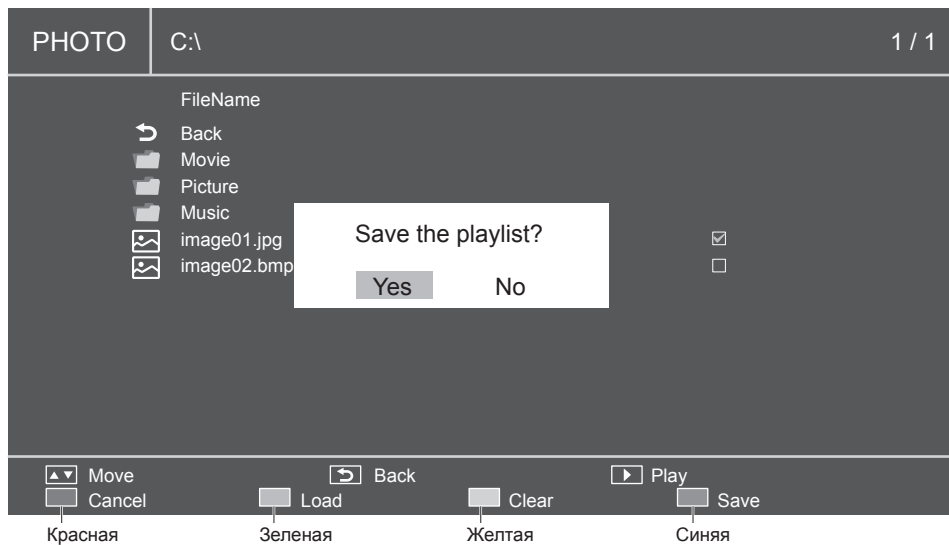 PHOTO C:\ 1 / 1
FileName
Back
Movie
Picture
Music
image01.jpg
image02.bmp
Save the playlist?
Yes No
Move Back Play
Cancel Load Clear Save
Красная Зеленая Желтая Синяя